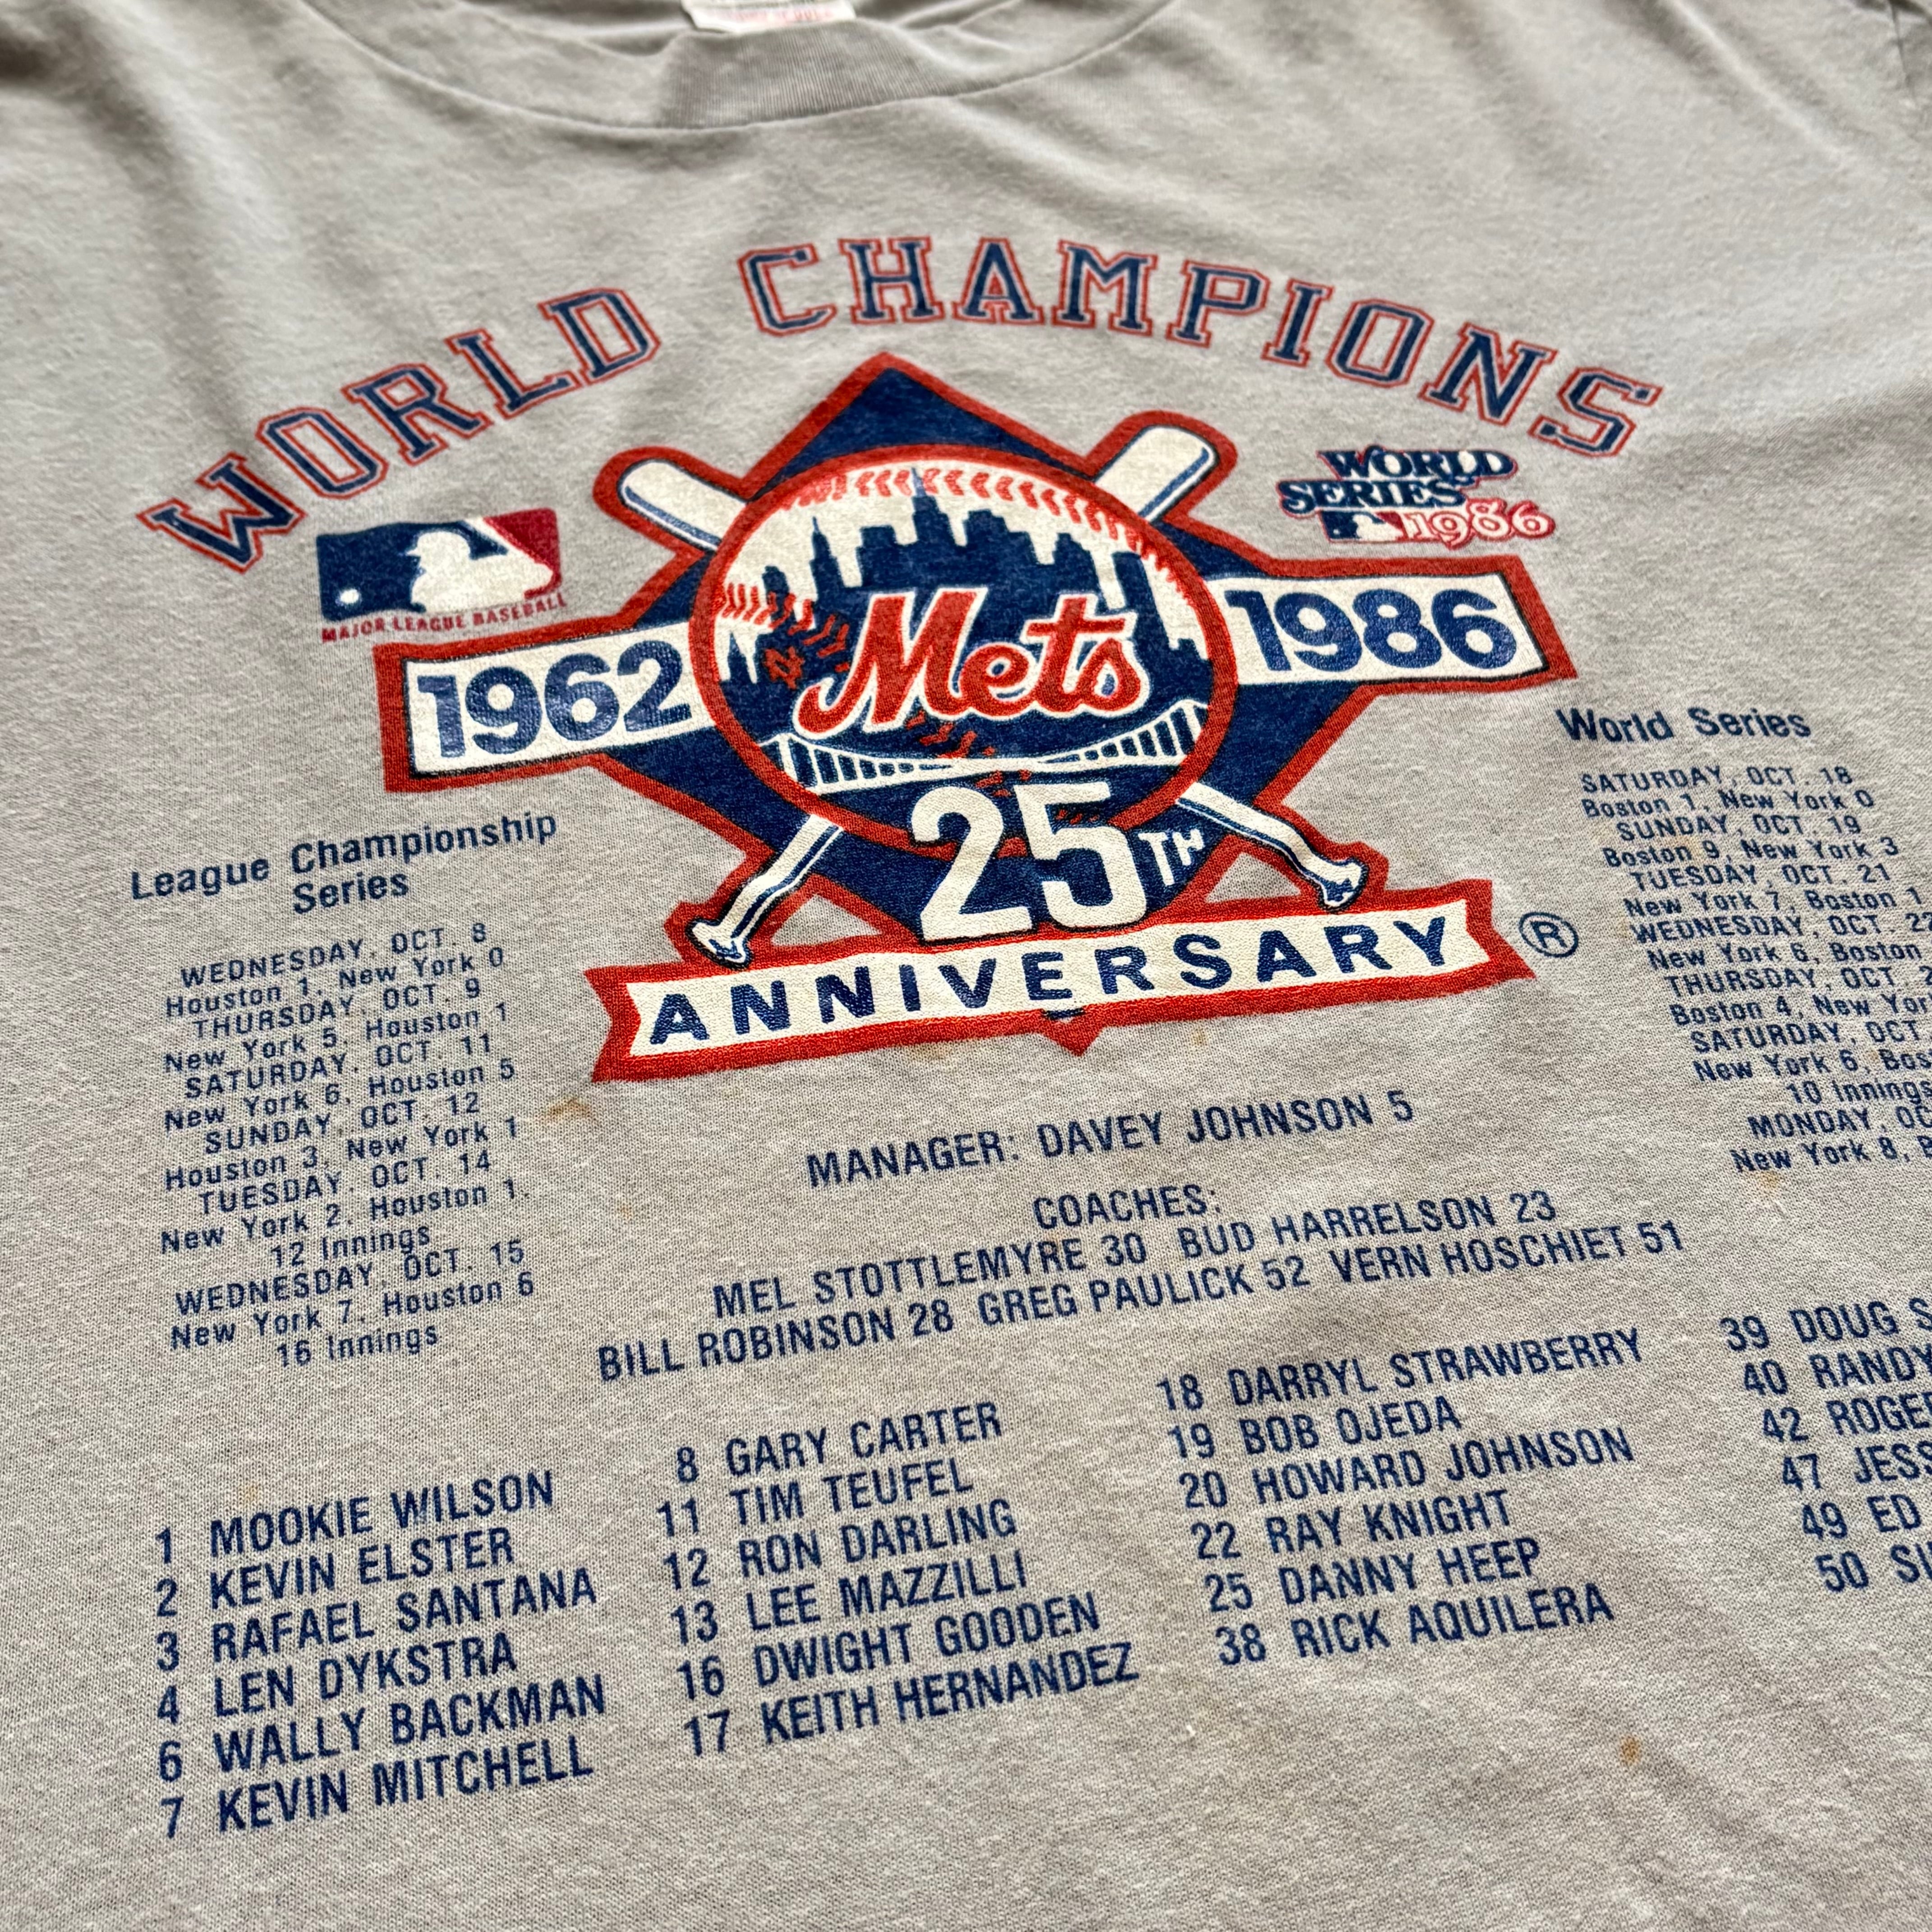 WORLD CHAMPIONS
MAJOR LEAGUE BASEBALL
WORLD
SERIES
1986
1962
Mets
1986
25TH
ANNIVERSARY
®
League Championship
Series
WEDNESDAY, OCT. 8
Houston 1, New York 0
THURSDAY, OCT. 9
New York 5, Houston 1
SATURDAY, OCT. 11
New York 6, Houston 5
SUNDAY, OCT. 12
Houston 3, New York 1
TUESDAY, OCT. 14
New York 2, Houston 1,
12 Innings
WEDNESDAY, OCT. 15
New York 7, Houston 6
16 Innings
World Series
SATURDAY, OCT. 18
Boston 1, New York 0
SUNDAY, OCT. 19
Boston 9, New York 3
TUESDAY, OCT. 21
New York 7, Boston 1
WEDNESDAY, OCT. 22
New York 6, Boston
THURSDAY, OCT.
Boston 4, New
SATURDAY, OCT.
New York 6,
10 Innings
MONDAY,
New York 8,
MANAGER: DAVEY JOHNSON 5
COACHES:
MEL STOTTLEMYRE 30 BUD HARRELSON 23
BILL ROBINSON 28 GREG PAULICK 52 VERN HOSCHIET 51
1 MOOKIE WILSON
2 KEVIN ELSTER
3 RAFAEL SANTANA
4 LEN DYKSTRA
6 WALLY BACKMAN
7 KEVIN MITCHELL
8 GARY CARTER
11 TIM TEUFEL
12 RON DARLING
13 LEE MAZZILLI
16 DWIGHT GOODEN
17 KEITH HERNANDEZ
18 DARRYL STRAWBERRY
19 BOB OJEDA
20 HOWARD JOHNSON
22 RAY KNIGHT
25 DANNY HEEP
38 RICK AQUILERA
39 DOUG
40 RANDY
42
47
49 ED
50